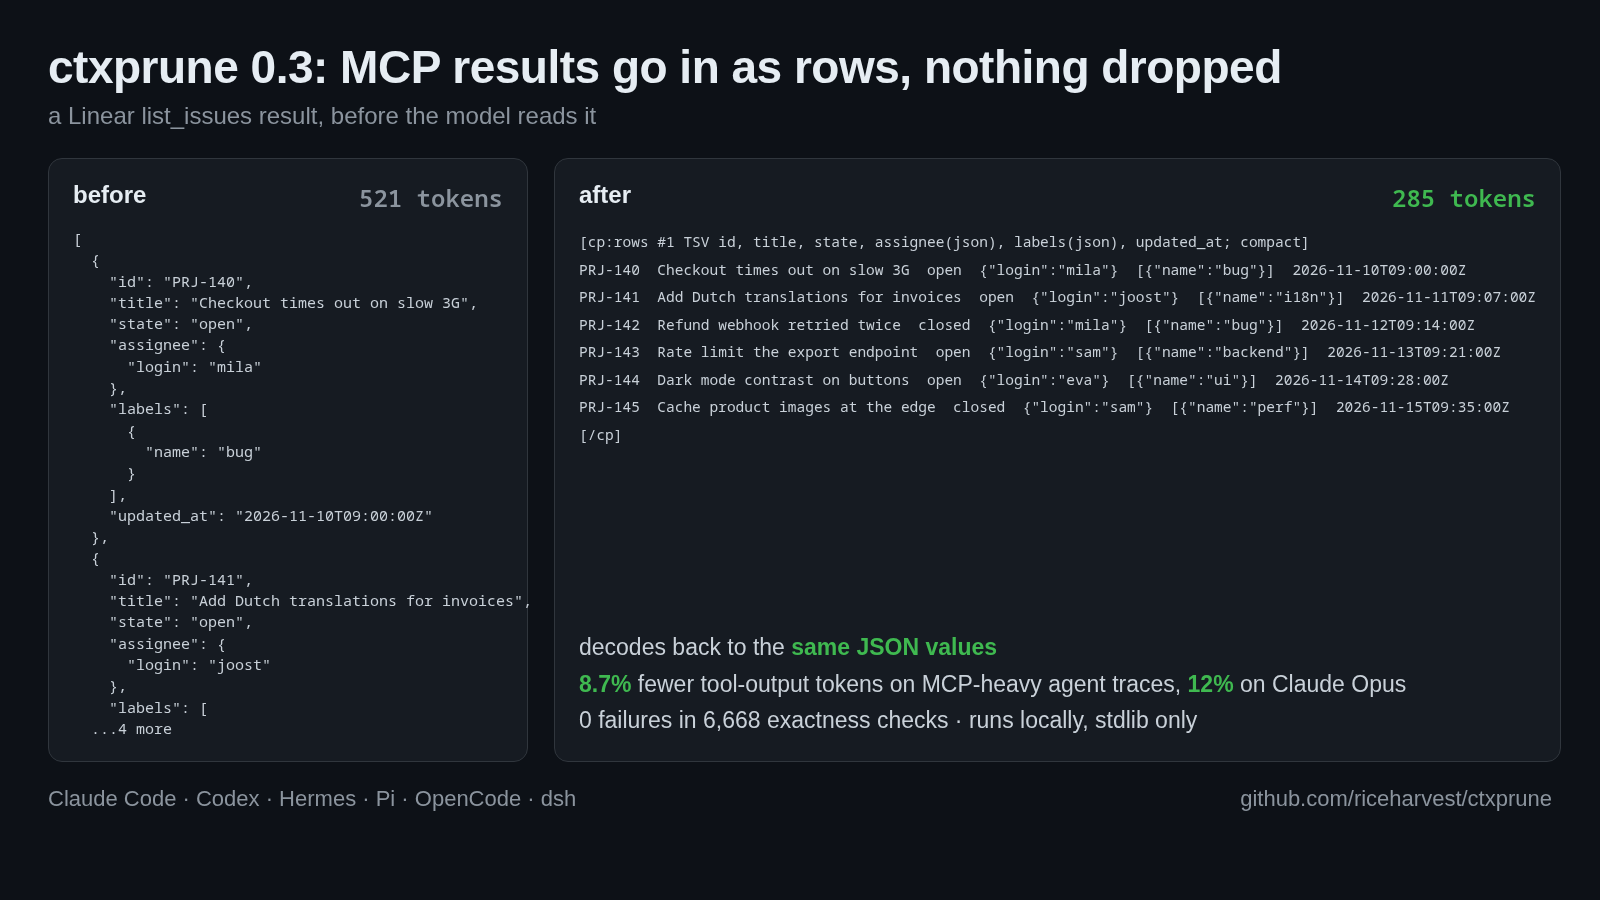 ctxprune 0.3: MCP results go in as rows, nothing dropped
a Linear list_issues result, before the model reads it
before
521 tokens
[
  {
    "id": "PRJ-140",
    "title": "Checkout times out on slow 3G",
    "state": "open",
    "assignee": {
      "login": "mila"
    },
    "labels": [
      {
        "name": "bug"
      }
    ],
    "updated_at": "2026-11-10T09:00:00Z"
  },
  {
    "id": "PRJ-141",
    "title": "Add Dutch translations for invoices",
    "state": "open",
    "assignee": {
      "login": "joost"
    },
    "labels": [
  ...4 more
after
285 tokens
[cp:rows #1 TSV id, title, state, assignee(json), labels(json), updated_at; compact]
PRJ-140  Checkout times out on slow 3G  open  {"login":"mila"}  [{"name":"bug"}]  2026-11-10T09:00:00Z
PRJ-141  Add Dutch translations for invoices  open  {"login":"joost"}  [{"name":"i18n"}]  2026-11-11T09:07:00Z
PRJ-142  Refund webhook retried twice  closed  {"login":"mila"}  [{"name":"bug"}]  2026-11-12T09:14:00Z
PRJ-143  Rate limit the export endpoint  open  {"login":"sam"}  [{"name":"backend"}]  2026-11-13T09:21:00Z
PRJ-144  Dark mode contrast on buttons  open  {"login":"eva"}  [{"name":"ui"}]  2026-11-14T09:28:00Z
PRJ-145  Cache product images at the edge  closed  {"login":"sam"}  [{"name":"perf"}]  2026-11-15T09:35:00Z
[/cp]
decodes back to the same JSON values
8.7% fewer tool-output tokens on MCP-heavy agent traces, 12% on Claude Opus
0 failures in 6,668 exactness checks · runs locally, stdlib only
Claude Code · Codex · Hermes · Pi · OpenCode · dsh
github.com/riceharvest/ctxprune